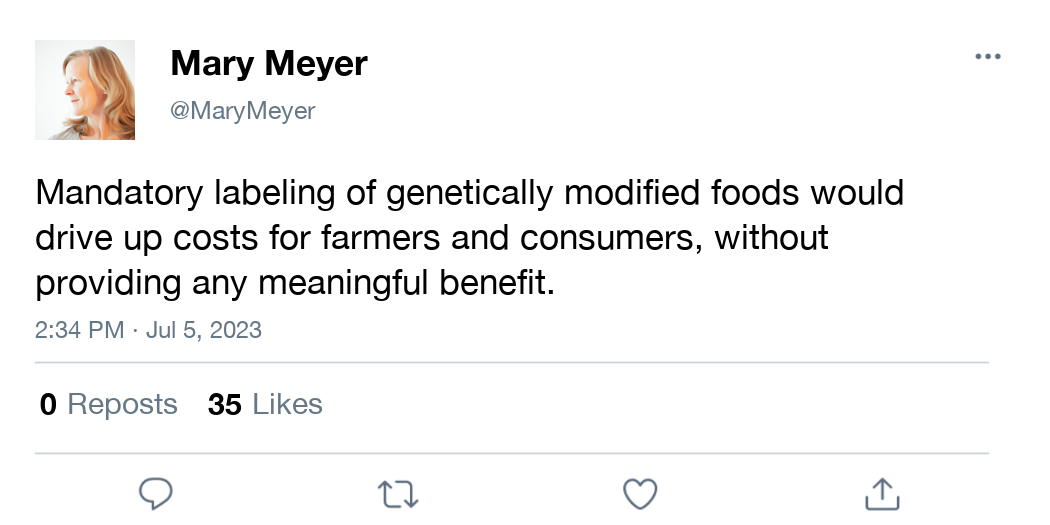 Mary Meyer
@MaryMeyer
Mandatory labeling of genetically modified foods would
drive up costs for farmers and consumers, without
providing any meaningful benefit.
2:34 PM · Jul 5, 2023
0 Reposts 35 Likes